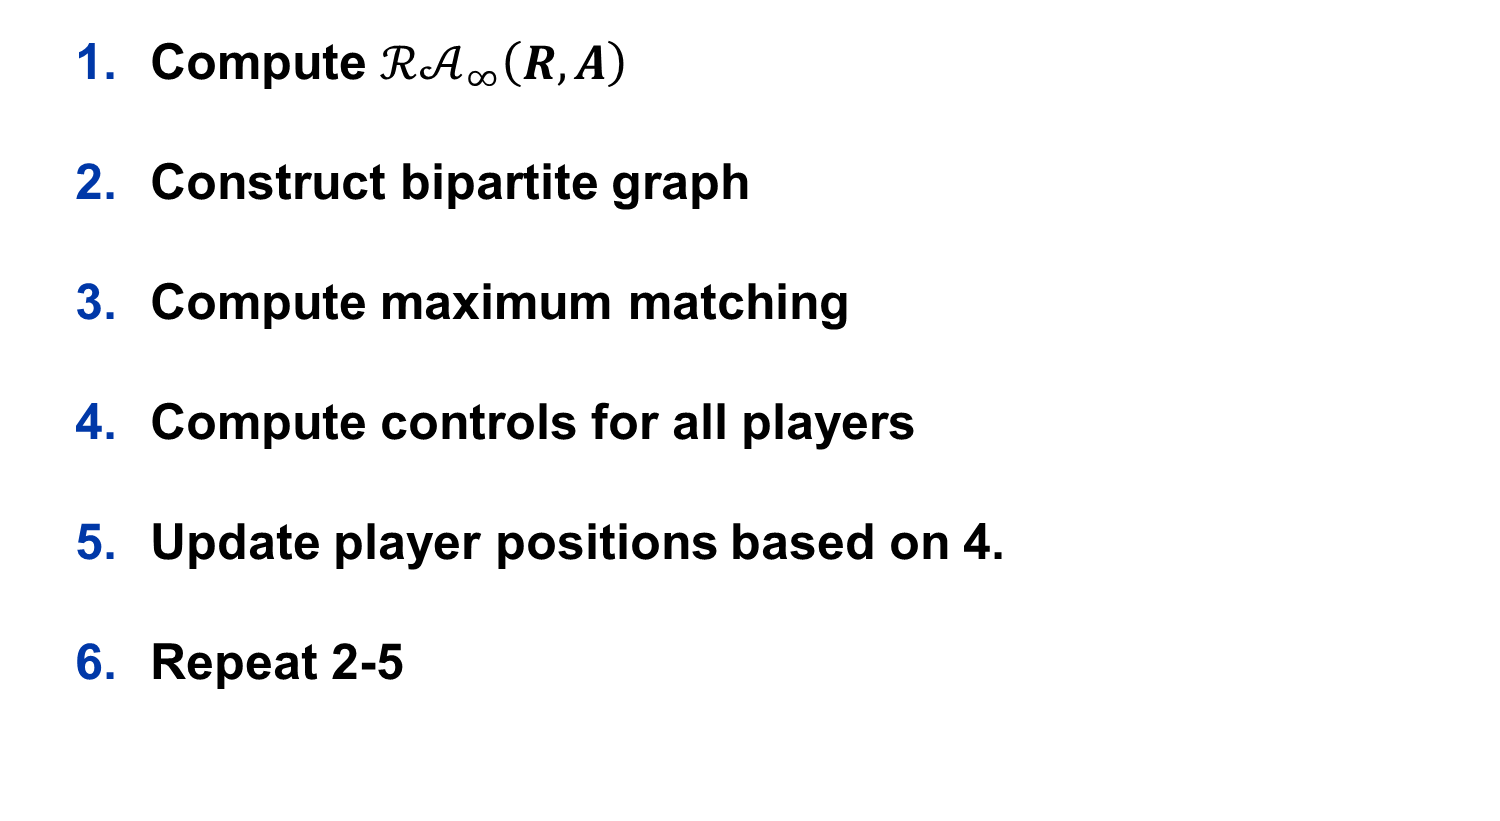 1. Compute ℛ𝒜∞(𝑹, 𝑨)
2. Construct bipartite graph
3. Compute maximum matching
4. Compute controls for all players
5. Update player positions based on 4.
6. Repeat 2-5